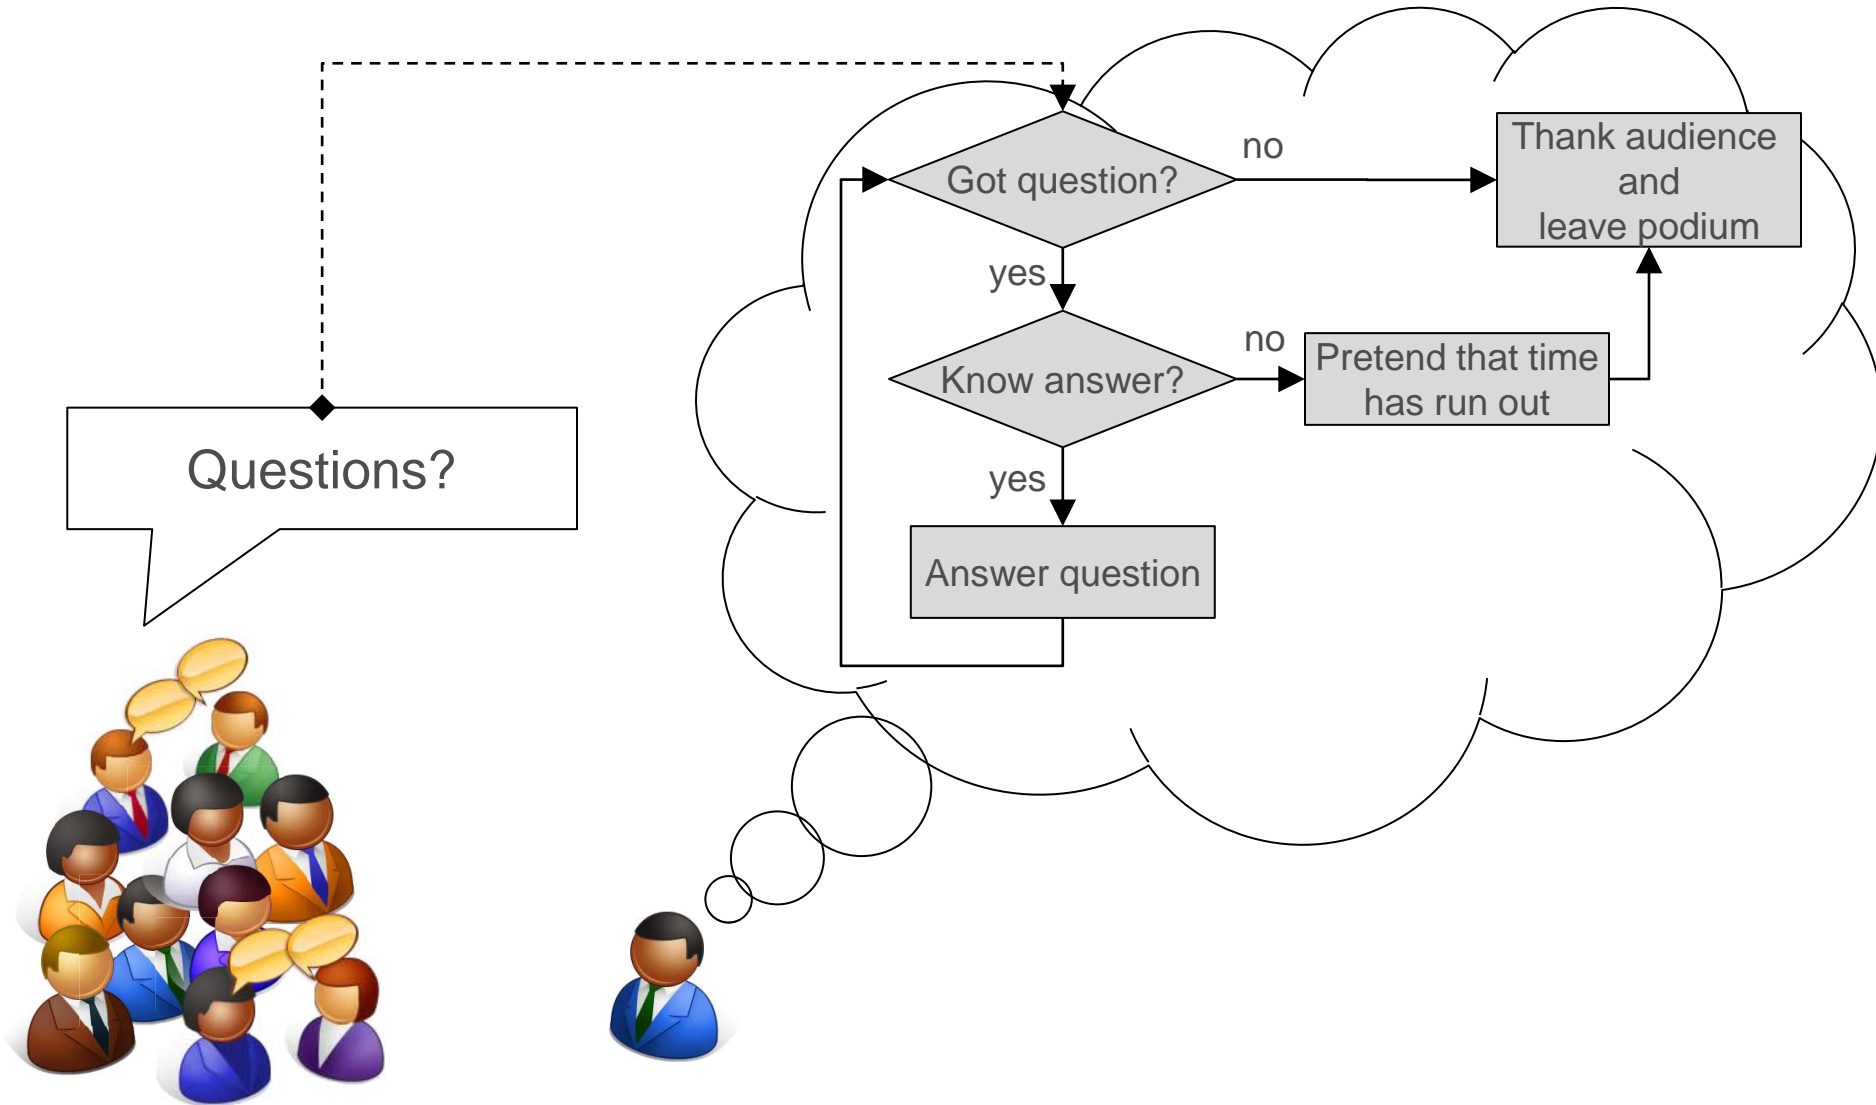 Questions?
Got question?
no
Thank audience
and
leave podium
yes
Know answer?
no
Pretend that time
has run out
yes
Answer question